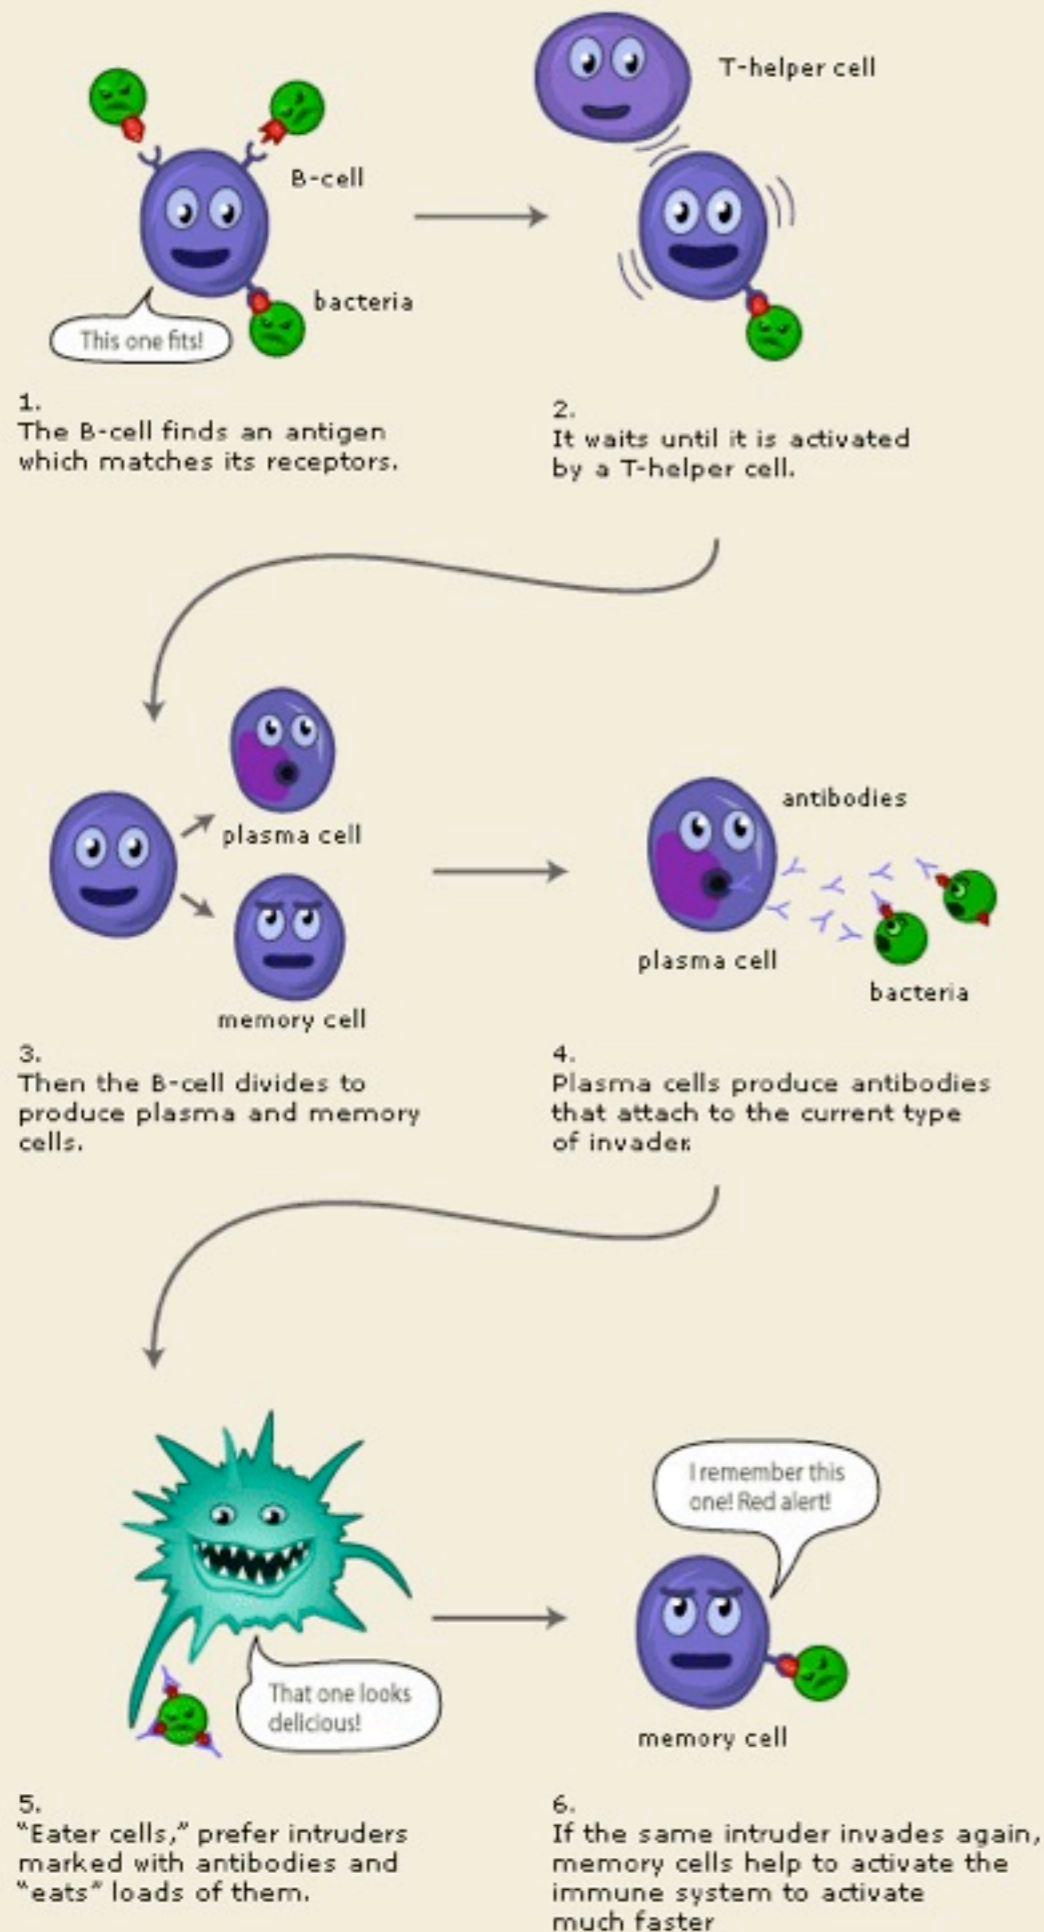 T-helper cell
B-cell
bacteria
This one fits!
1.
The B-cell finds an antigen
which matches its receptors.
2.
It waits until it is activated
by a T-helper cell.
plasma cell
memory cell
antibodies
plasma cell
bacteria
3.
Then the B-cell divides to
produce plasma and memory
cells.
4.
Plasma cells produce antibodies
that attach to the current type
of invader.
That one looks
delicious!
I remember this
one! Red alert!
memory cell
5.
“Eater cells,” prefer intruders
marked with antibodies and
“eats” loads of them.
6.
If the same intruder invades again,
memory cells help to activate the
immune system to activate
much faster